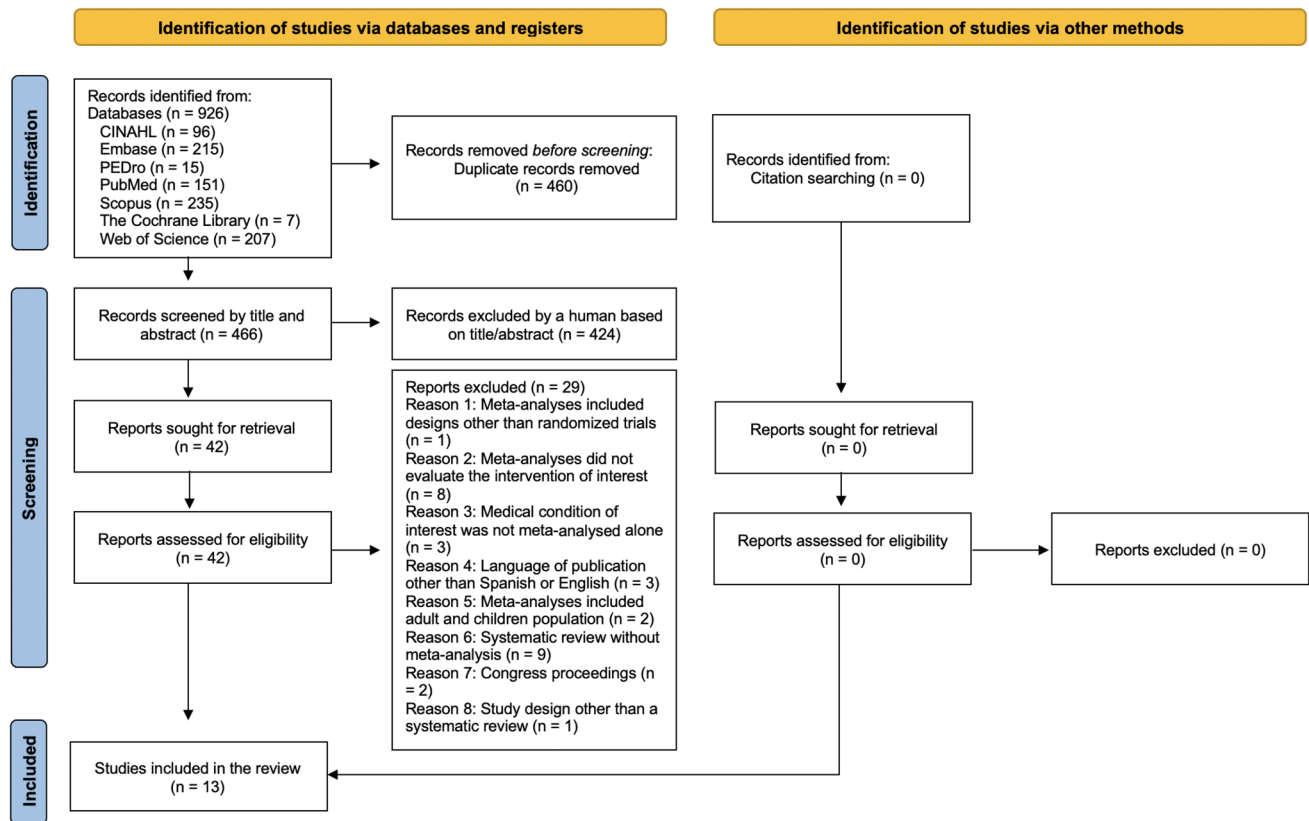 Identification of studies via databases and registers
Identification of studies via other methods
Identification
Records identified from:
Databases (n = 926)
CINAHL (n = 96)
Embase (n = 215)
PEDro (n = 15)
PubMed (n = 151)
Scopus (n = 235)
The Cochrane Library (n = 7)
Web of Science (n = 207)
Records removed before screening:
Duplicate records removed
(n = 460)
Records identified from:
Citation searching (n = 0)
Screening
Records screened by title and
abstract (n = 466)
Records excluded by a human based
on title/abstract (n = 424)
Reports sought for retrieval
(n = 42)
Reports assessed for eligibility
(n = 42)
Reports excluded (n = 29)
Reason 1: Meta-analyses included
designs other than randomized trials
(n = 1)
Reason 2: Meta-analyses did not
evaluate the intervention of interest
(n = 8)
Reason 3: Medical condition of
interest was not meta-analysed alone
(n = 3)
Reason 4: Language of publication
other than Spanish or English (n = 3)
Reason 5: Meta-analyses included
adult and children population (n = 2)
Reason 6: Systematic review without
meta-analysis (n = 9)
Reason 7: Congress proceedings (n
= 2)
Reason 8: Study design other than a
systematic review (n = 1)
Reports sought for retrieval
(n = 0)
Reports assessed for eligibility
(n = 0)
Reports excluded (n = 0)
Included
Studies included in the review
(n = 13)